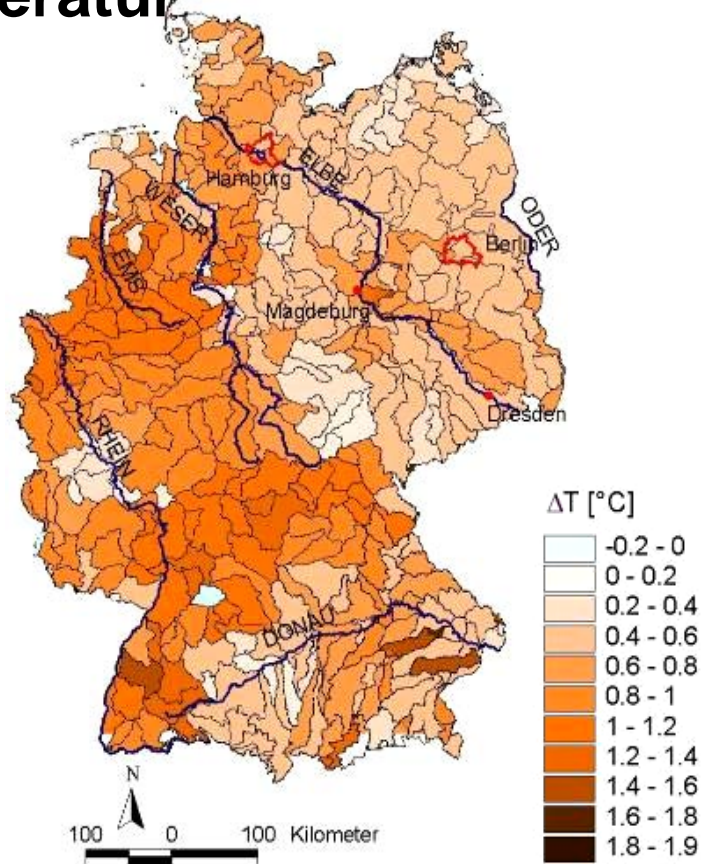 eratur
ELBE
Hamburg
WESER
ODER
Berlin
EMS
Magdeburg
Dresden
RHEIN
ΔT [°C]
-0.2 - 0
0 - 0.2
0.2 - 0.4
0.4 - 0.6
0.6 - 0.8
0.8 - 1
1 - 1.2
1.2 - 1.4
1.4 - 1.6
1.6 - 1.8
1.8 - 1.9
DONAU
N
100 0 100 Kilometer